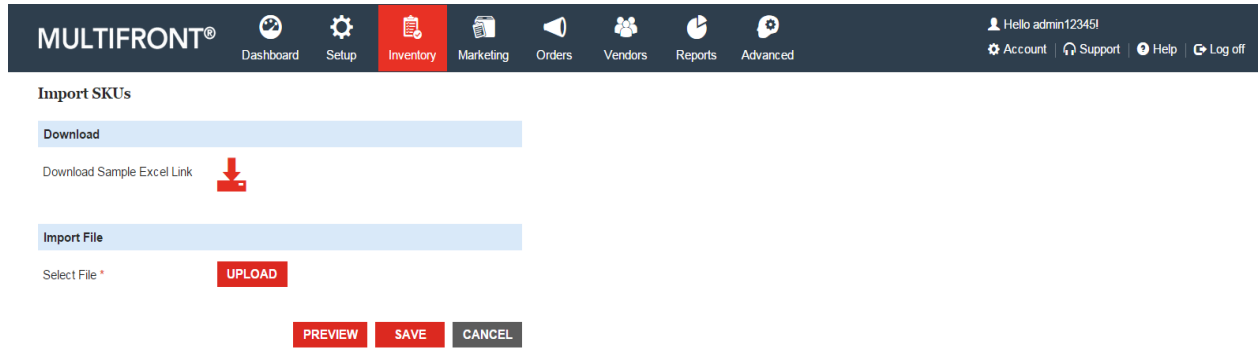 MULTIFRONT®
Dashboard Setup Inventory Marketing Orders Vendors Reports Advanced
Hello admin12345!
Account | Support | Help | Log off
Import SKUs
Download
Download Sample Excel Link
Import File
Select File * UPLOAD
PREVIEW SAVE CANCEL